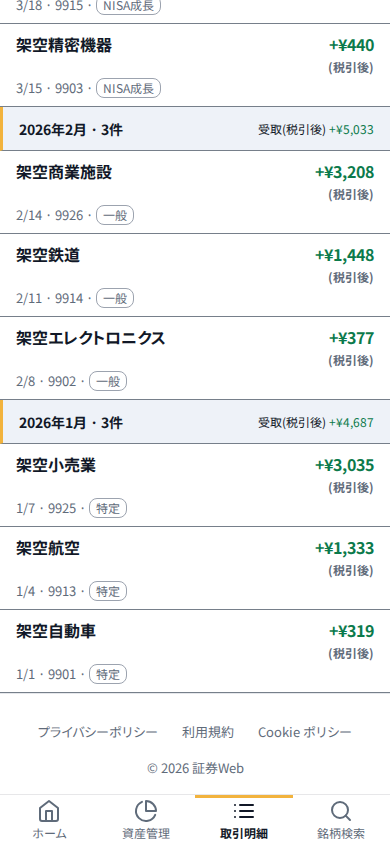 3/18 · 9915 · NISA成長
架空精密機器 +¥440
(税引後)
3/15 · 9903 · NISA成長
2026年2月・3件 受取(税引後) +¥5,033
架空商業施設 +¥3,208
(税引後)
2/14 · 9926 · 一般
架空鉄道 +¥1,448
(税引後)
2/11 · 9914 · 一般
架空エレクトロニクス +¥377
(税引後)
2/8 · 9902 · 一般
2026年1月・3件 受取(税引後) +¥4,687
架空小売業 +¥3,035
(税引後)
1/7 · 9925 · 特定
架空航空 +¥1,333
(税引後)
1/4 · 9913 · 特定
架空自動車 +¥319
(税引後)
1/1 · 9901 · 特定
プライバシーポリシー 利用規約 Cookie ポリシー
© 2026 証券Web
ホーム 資産管理 取引明細 銘柄検索